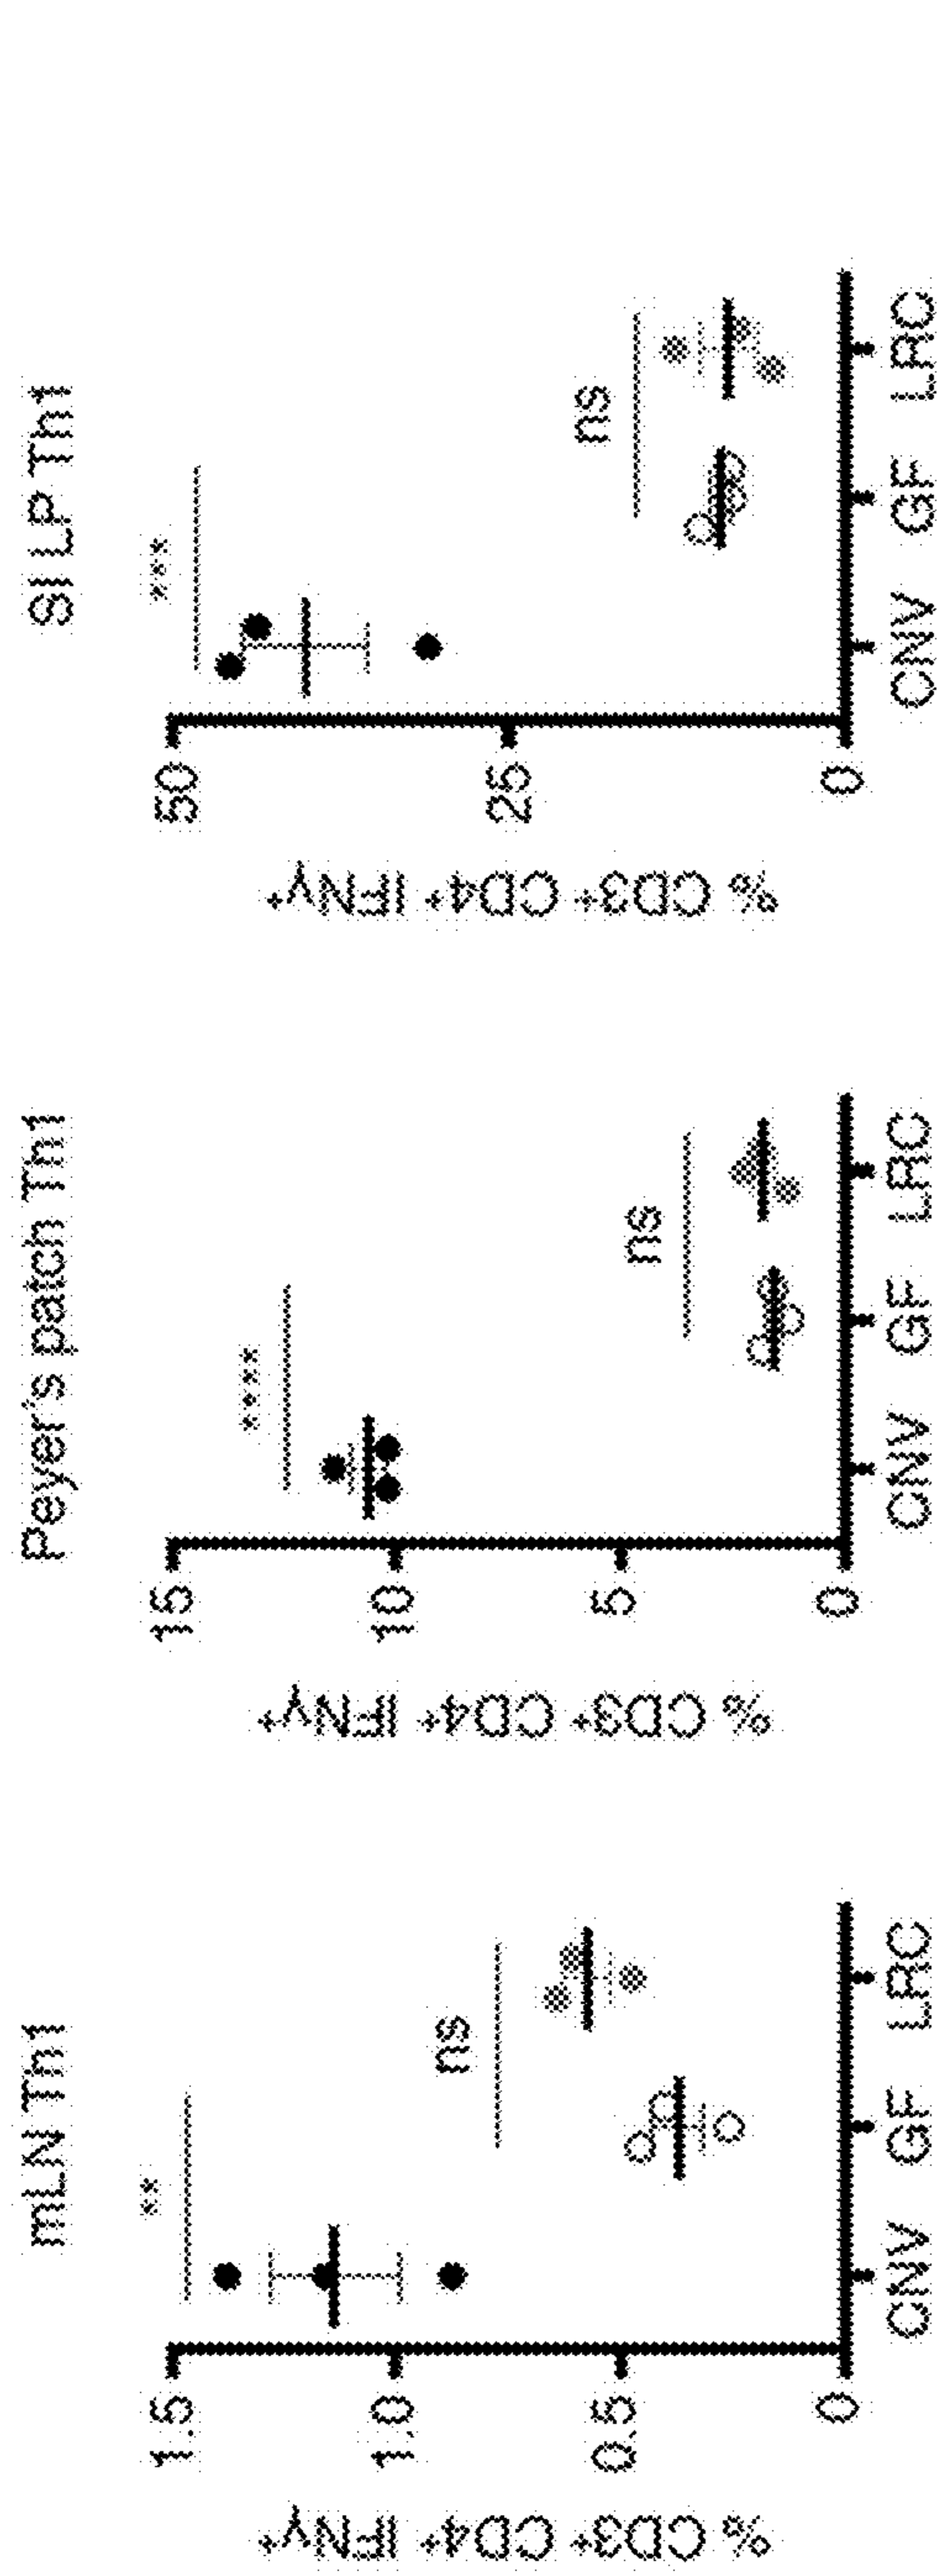 mLN Th1
**
ns
1.5
1.0
0.5
0
% CD3+ CD4+ IFNγ+
CNV GF LRC
Peyer's patch Th1
****
ns
15
10
5
0
% CD3+ CD4+ IFNγ+
CNV GF LRC
SI LP Th1
***
ns
50
25
0
% CD3+ CD4+ IFNγ+
CNV GF LRC